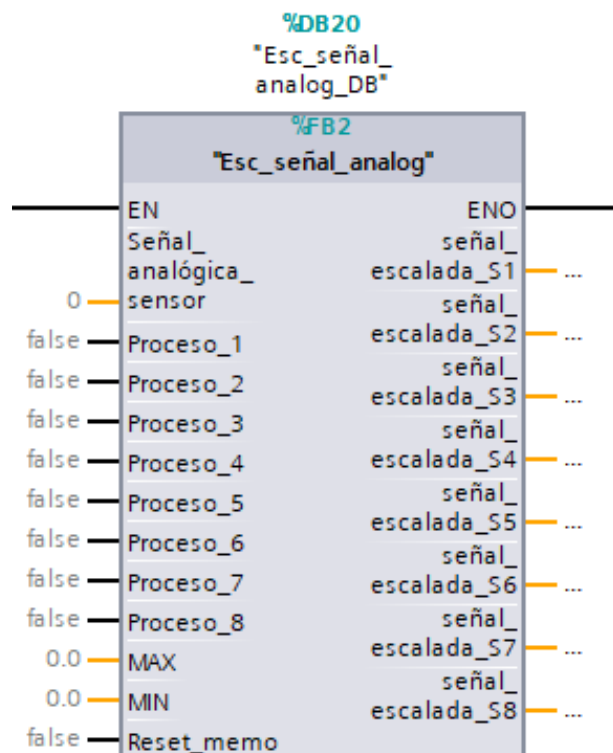 %DB20
"Esc_señal_
analog_DB"
%FB2
"Esc_señal_analog"
EN ENO
Señal_ señal_
analógica_ escalada_S1 ...
0 sensor señal_
escalada_S2 ...
false Proceso_1
señal_
false Proceso_2 escalada_S3 ...
false Proceso_3 señal_
false Proceso_4 escalada_S4 ...
false Proceso_5 señal_
escalada_S5 ...
false Proceso_6 señal_
false Proceso_7 escalada_S6 ...
false Proceso_8 señal_
0.0 MAX escalada_S7 ...
0.0 MIN señal_
escalada_S8 ...
false Reset_memo